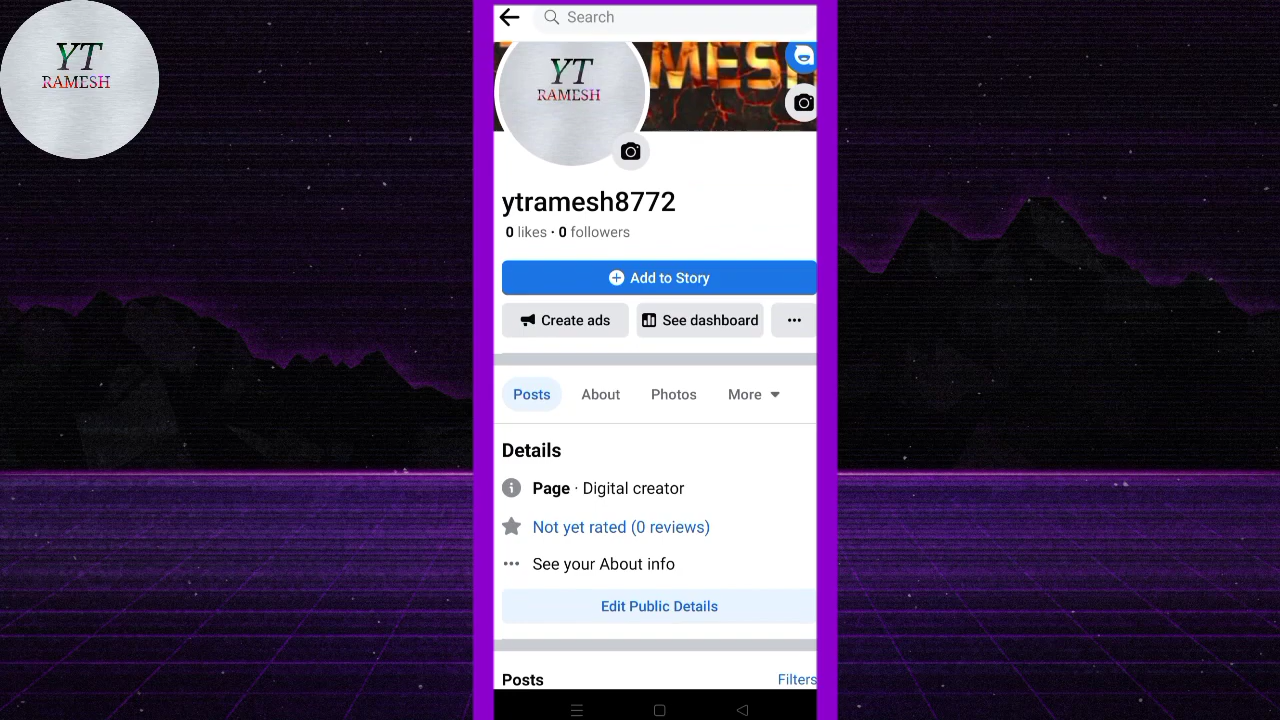 YT
RAMESH
Search
YT
RAMESH
MESH
ytramesh8772
0 likes · 0 followers
Add to Story
Create ads
See dashboard
Posts
About
Photos
More
Details
Page · Digital creator
Not yet rated (0 reviews)
See your About info
Edit Public Details
Posts
Filters